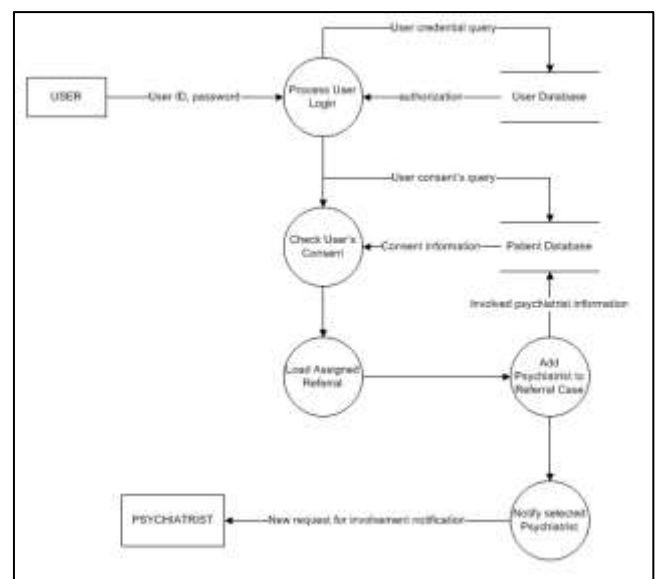 User credential query
USER
User ID, password
Process User
Login
authorization
User Database
User consent's query
Check User's
Consent
Consent information
Patient Database
Involved psychiatrist information
Load Assigned
Referral
Add
Psychiatrist to
Referral Case
PSYCHIATRIST
New request for involvement notification
Notify selected
Psychiatrist